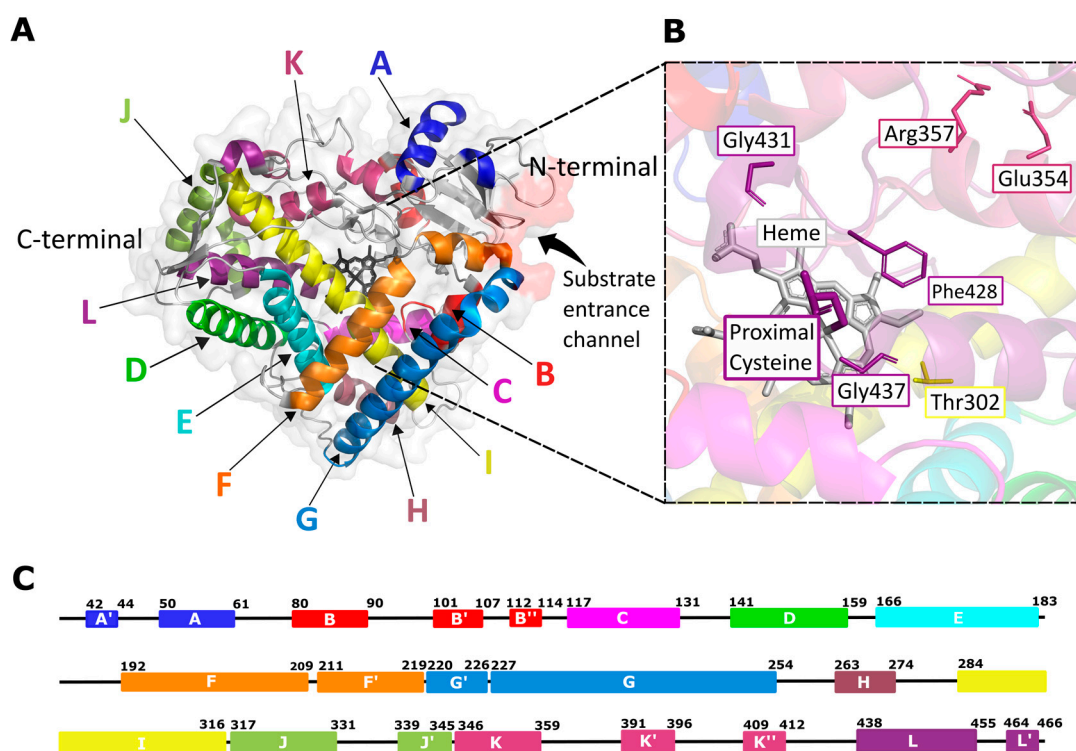 A
K
A
J
N-terminal
C-terminal
Substrate
entrance
channel
L
D
E
F
G
H
I
C
B
B
Gly431
Arg357
Glu354
Heme
Phe428
Proximal
Cysteine
Gly437
Thr302
C
42 44 50 61 80 90 101 107 112 114 117 131 141 159 166 183
A' A B B' B'' C D E
192 209 211 219 220 226 227 254 263 274 284
F F' G' G H
316 317 331 339 345 346 359 391 396 409 412 438 455 464 466
I J J' K K' K'' L L'